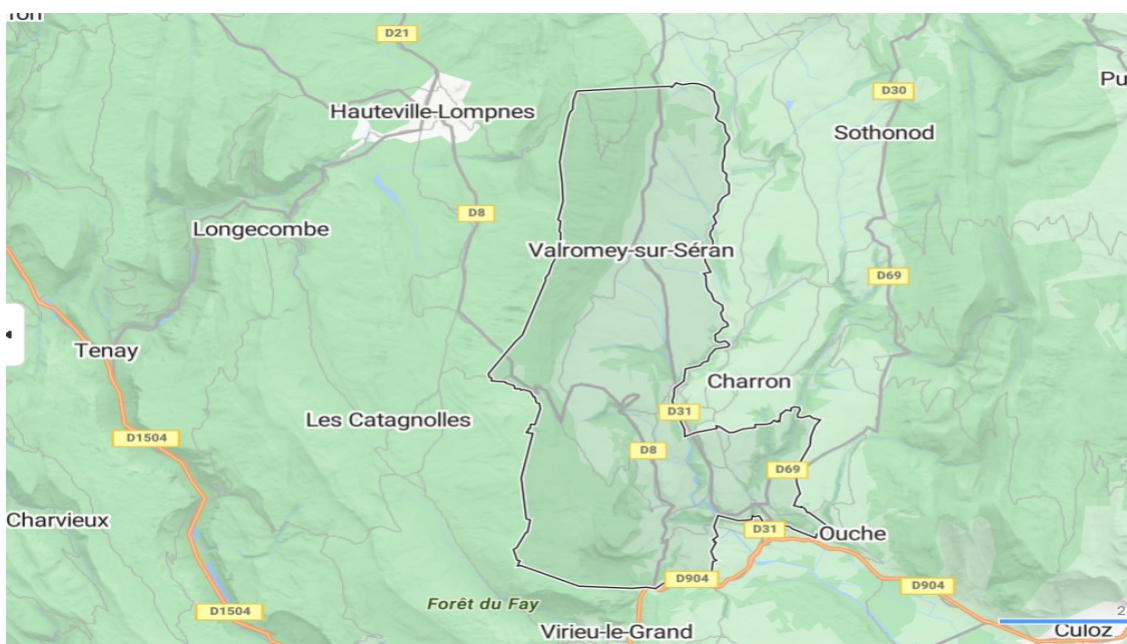 D21
Hauteville-Lompnes
D30
Sothonod
D8
Longecombe
Valromey-sur-Séran
D69
Tenay
Charron
D31
Les Catagnolles
D1504
D8
D69
Charvieux
D31
Ouche
D904
D904
Forêt du Fay
D1504
Virieu-le-Grand
Culoz
2